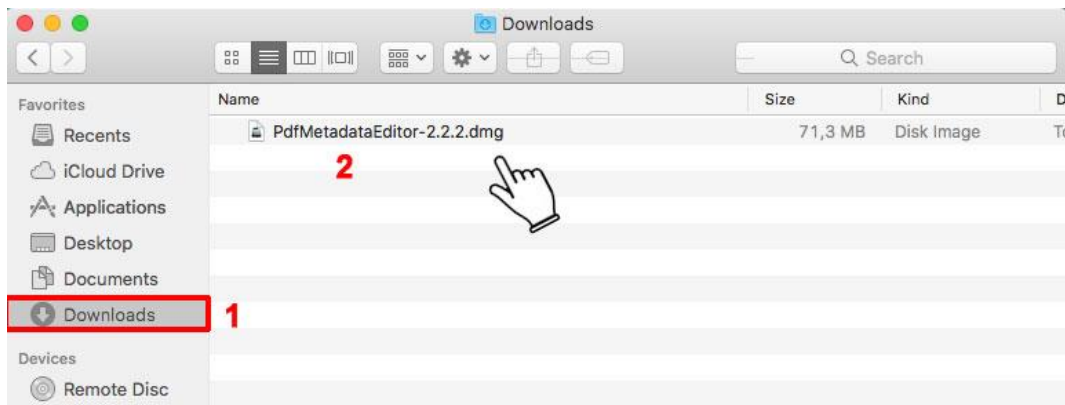 Downloads
Search
Favorites
Recents
iCloud Drive
Applications
Desktop
Documents
Downloads
1
Devices
Remote Disc
Name Size Kind D
PdfMetadataEditor-2.2.2.dmg 71,3 MB Disk Image
2